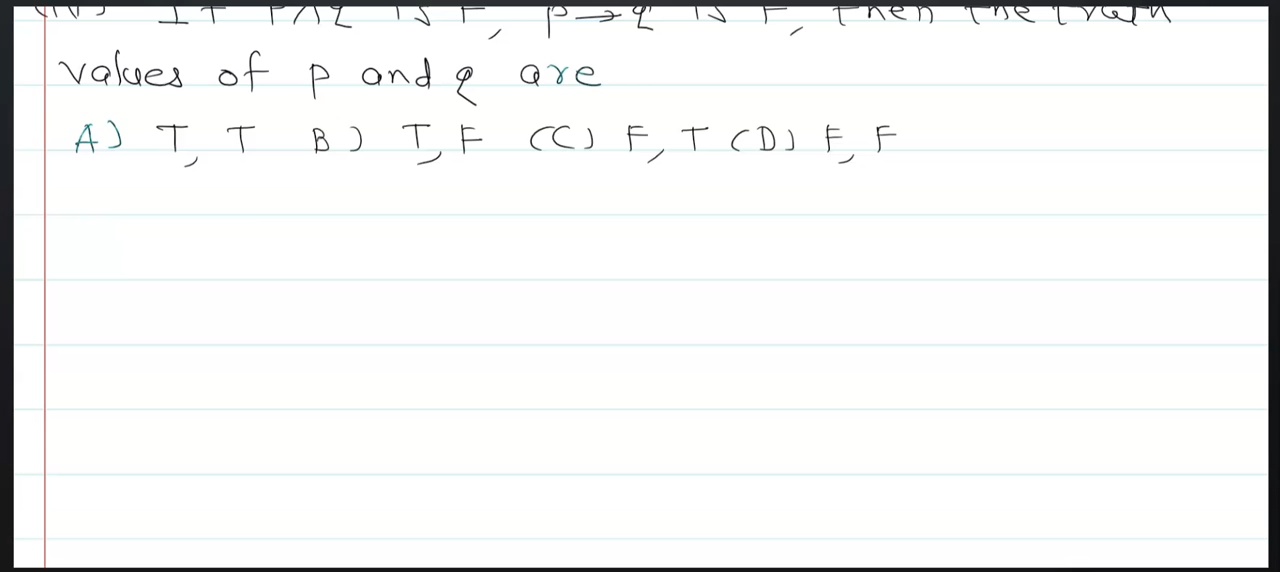 If p∧q is F, p→q is F, then the truth
values of p and q are
A) T, T B) T, F (C) F, T (D) F, F